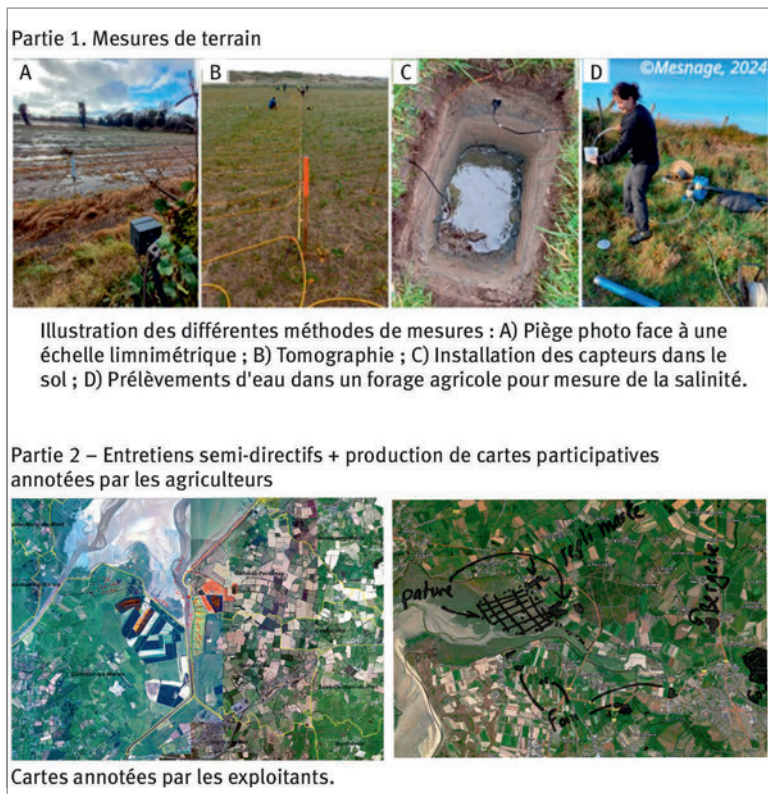 Partie 1. Mesures de terrain
A
B
C
D
©Mesnage, 2024
Illustration des différentes méthodes de mesures : A) Piège photo face à une
échelle limnimétrique ; B) Tomographie ; C) Installation des capteurs dans le
sol ; D) Prélèvements d'eau dans un forage agricole pour mesure de la salinité.
Partie 2 – Entretiens semi-directifs + production de cartes participatives
annotées par les agriculteurs
pature
repli marée
Bergerie
Foin
Cartes annotées par les exploitants.